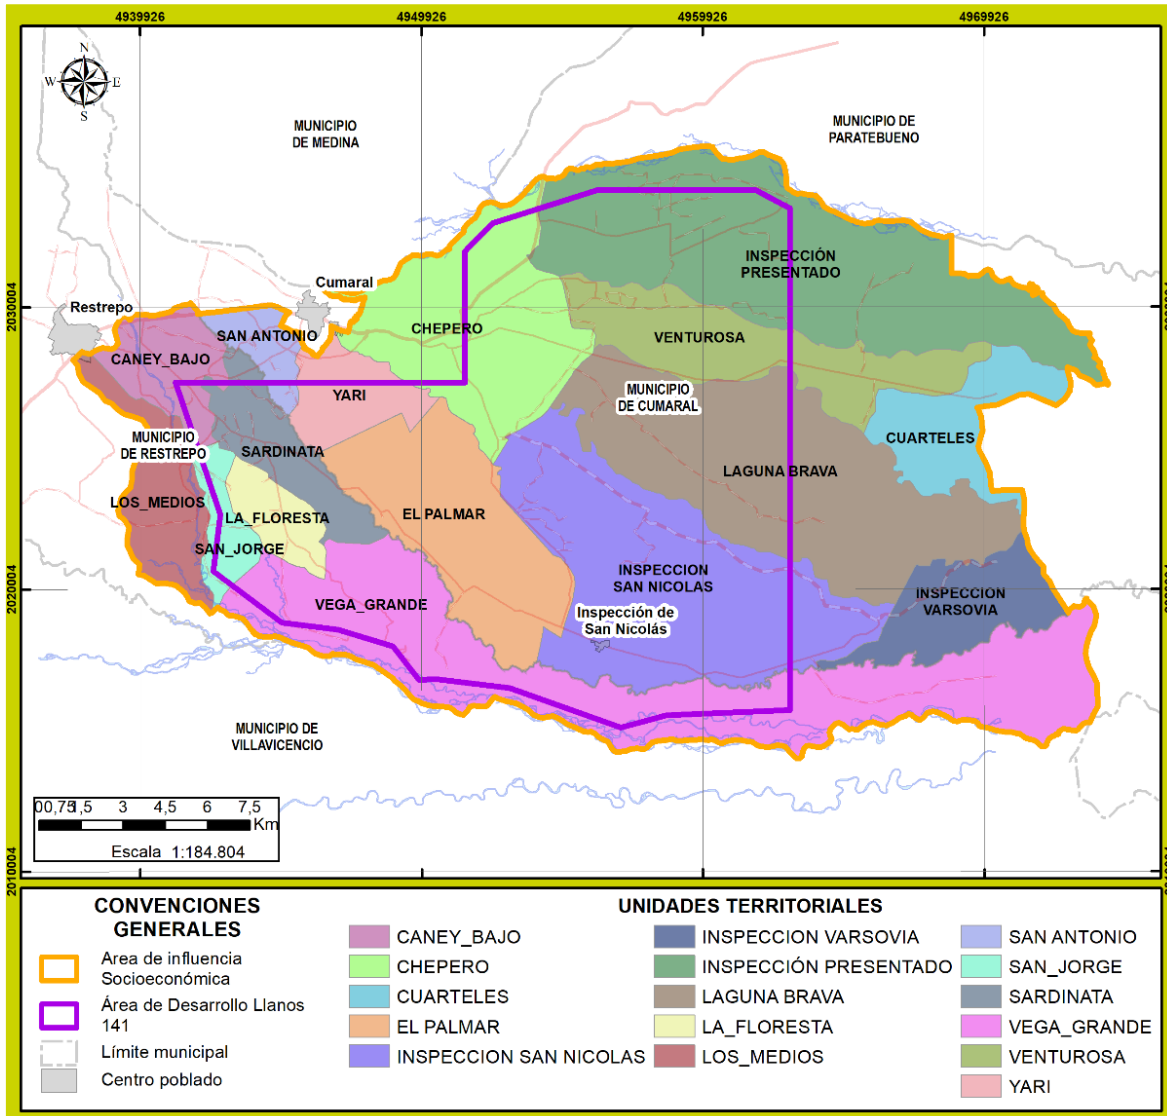 4939926
4949926
4959926
4969926
N
W
E
S
MUNICIPIO
DE MEDINA
MUNICIPIO DE
PARATEBUENO
INSPECCIÓN
PRESENTADO
Cumaral
2030004
Restrepo
CHEPERO
SAN ANTONIO
VENTUROSA
CANEY_BAJO
YARI
MUNICIPIO
DE CUMARAL
MUNICIPIO
DE RESTREPO
CUARTELES
SARDINATA
LAGUNA BRAVA
LOS_MEDIOS
EL PALMAR
LA_FLORESTA
SAN_JORGE
INSPECCION
SAN NICOLAS
2020004
INSPECCION
VARSOVIA
VEGA_GRANDE
Inspección de
San Nicolás
MUNICIPIO DE
VILLAVICENCIO
3
4,5
6
7,5
Km
Escala 1:184.804
2010004
CONVENCIONES
GENERALES
Area de influencia
Socioeconómica
Área de Desarrollo Llanos
141
Límite municipal
Centro poblado
UNIDADES TERRITORIALES
CANEY_BAJO
CHEPERO
CUARTELES
EL PALMAR
INSPECCION SAN NICOLAS
INSPECCION VARSOVIA
INSPECCIÓN PRESENTADO
LAGUNA BRAVA
LA_FLORESTA
LOS_MEDIOS
SAN ANTONIO
SAN_JORGE
SARDINATA
VEGA_GRANDE
VENTUROSA
YARI